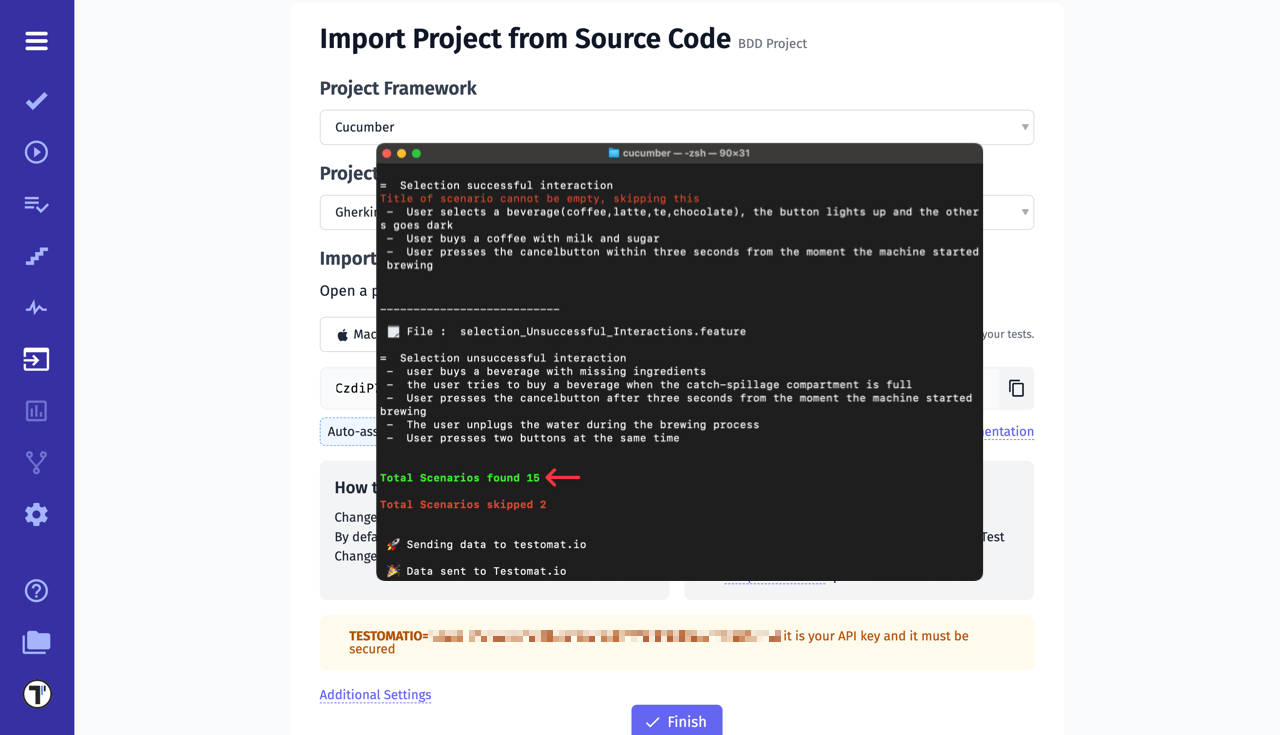 Import Project from Source Code BDD Project
Project Framework
Cucumber
Project
Gherkin
Import
Open a
Mac
your tests.
CzdiP
Auto-ass
entation
How t
Change
By defa
Change
Test
cucumber — -zsh — 90×31
=  Selection successful interaction
Title of scenario cannot be empty, skipping this
–  User selects a beverage(coffee,latte,te,chocolate), the button lights up and the other
s goes dark
–  User buys a coffee with milk and sugar
–  User presses the cancelbutton within three seconds from the moment the machine started
brewing
---------------------------
File :  selection_Unsuccessful_Interactions.feature
=  Selection unsuccessful interaction
–  user buys a beverage with missing ingredients
–  the user tries to buy a beverage when the catch-spillage compartment is full
–  User presses the cancelbutton after three seconds from the moment the machine started
brewing
–  The user unplugs the water during the brewing process
–  User presses two buttons at the same time
Total Scenarios found 15
Total Scenarios skipped 2
Sending data to testomat.io
Data sent to Testomat.io
TESTOMATIO= it is your API key and it must be
secured
Additional Settings
Finish